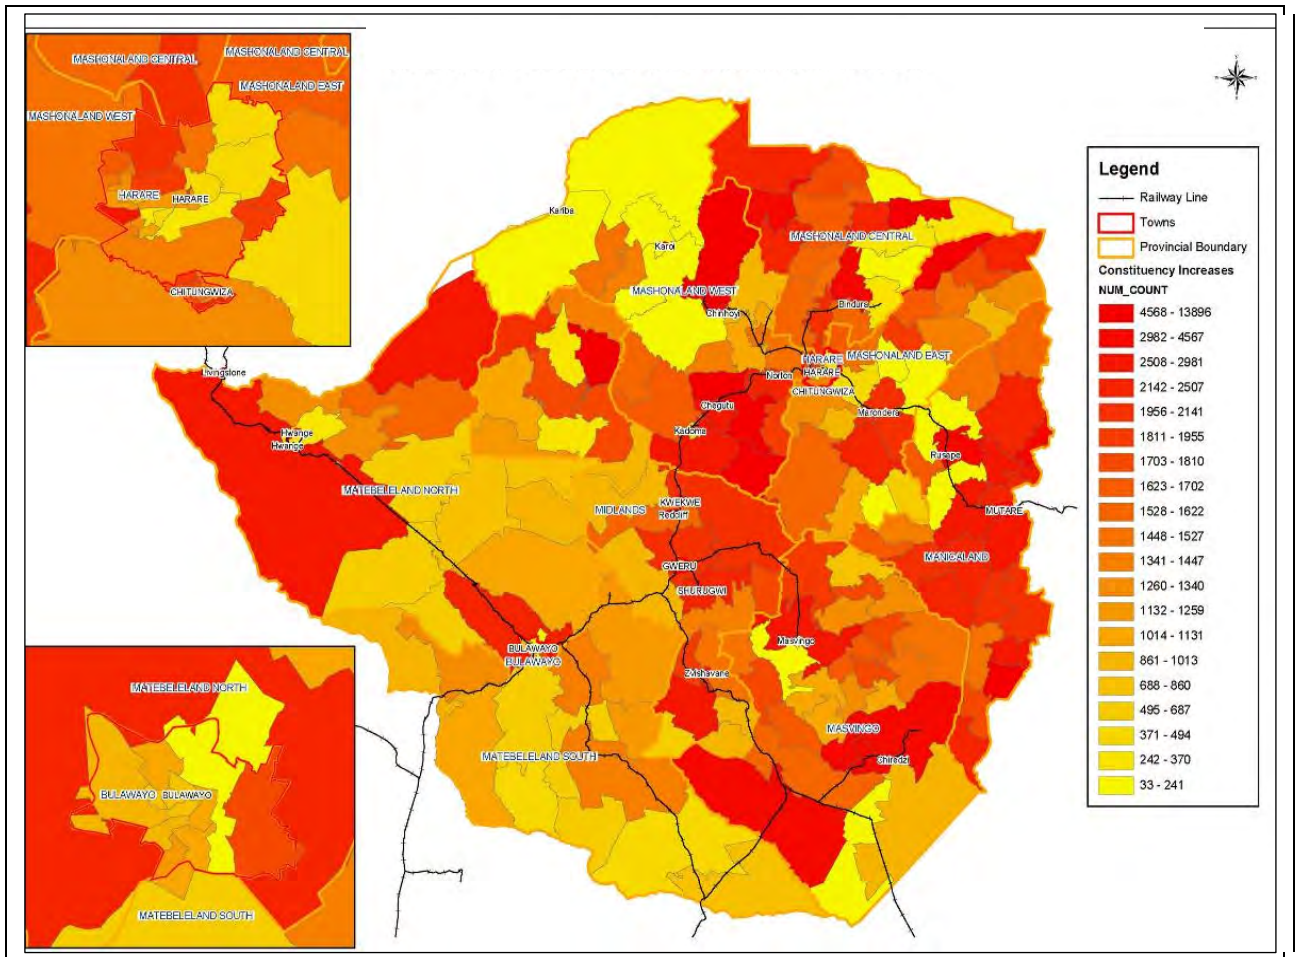 MASHONALAND CENTRAL
MASHONALAND CENTRAL
MASHONALAND EAST
MASHONALAND WEST
HARARE
HARARE
CHITUNGWIZA
Legend
Railway Line
Towns
Provincial Boundary
Constituency Increases
NUM_COUNT
4568 - 13896
2982 - 4567
2508 - 2981
2142 - 2507
1956 - 2141
1811 - 1955
1703 - 1810
1623 - 1702
1528 - 1622
1448 - 1527
1341 - 1447
1260 - 1340
1132 - 1259
1014 - 1131
861 - 1013
688 - 860
495 - 687
371 - 494
242 - 370
33 - 241
Kariba
Karoi
MASHONALAND CENTRAL
MASHONALAND WEST
Chinhoyi
Bindura
HARARE
MASHONALAND EAST
HARARE
Norton
CHITUNGWIZA
Livingstone
Chegutu
Marondera
Kadoma
Hwange
Hwange
Rusape
MATEBELELAND NORTH
MIDLANDS
KWEKWE
Redcliff
MUTARE
MANICALAND
GWERU
SHURUGWI
Masvingo
BULAWAYO
BULAWAYO
Zvishavane
MASVINGO
MATEBELELAND SOUTH
Chiredzi
MATEBELELAND NORTH
BULAWAYO
BULAWAYO
MATEBELELAND SOUTH